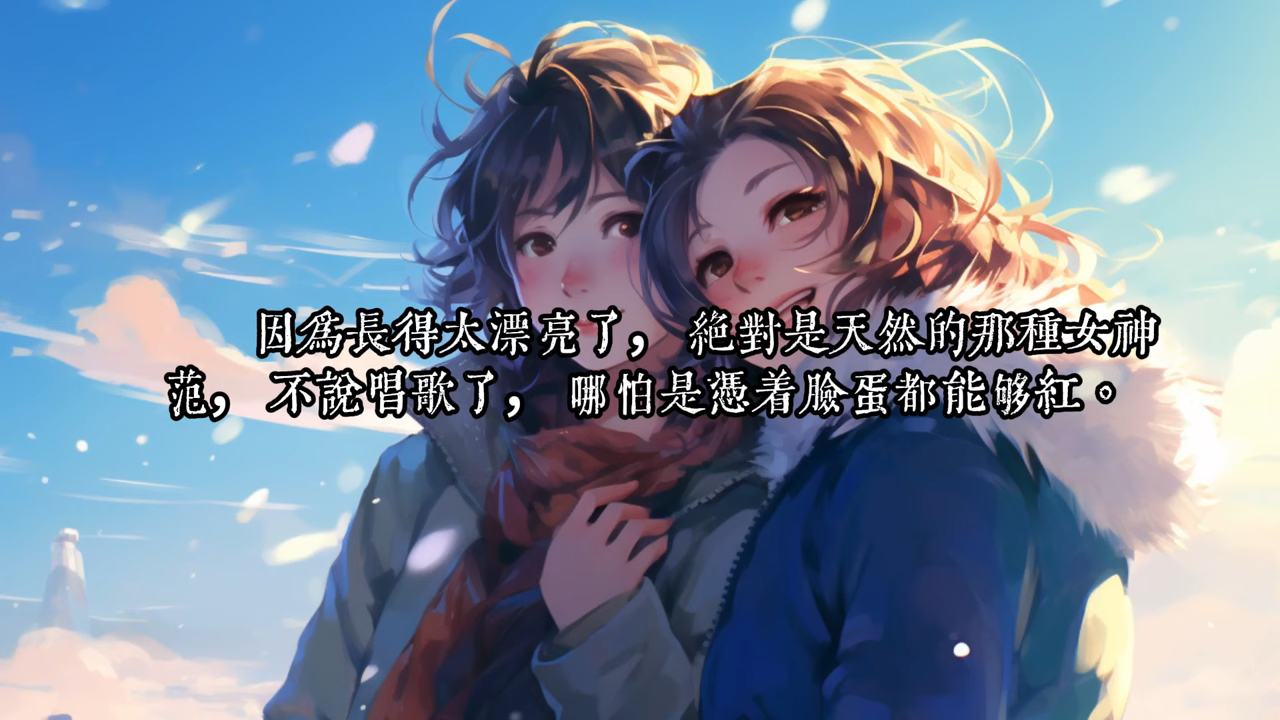 因爲長得太漂亮了，絕對是天然的那種女神
范，不說唱歌了，哪怕是憑着臉蛋都能够紅。